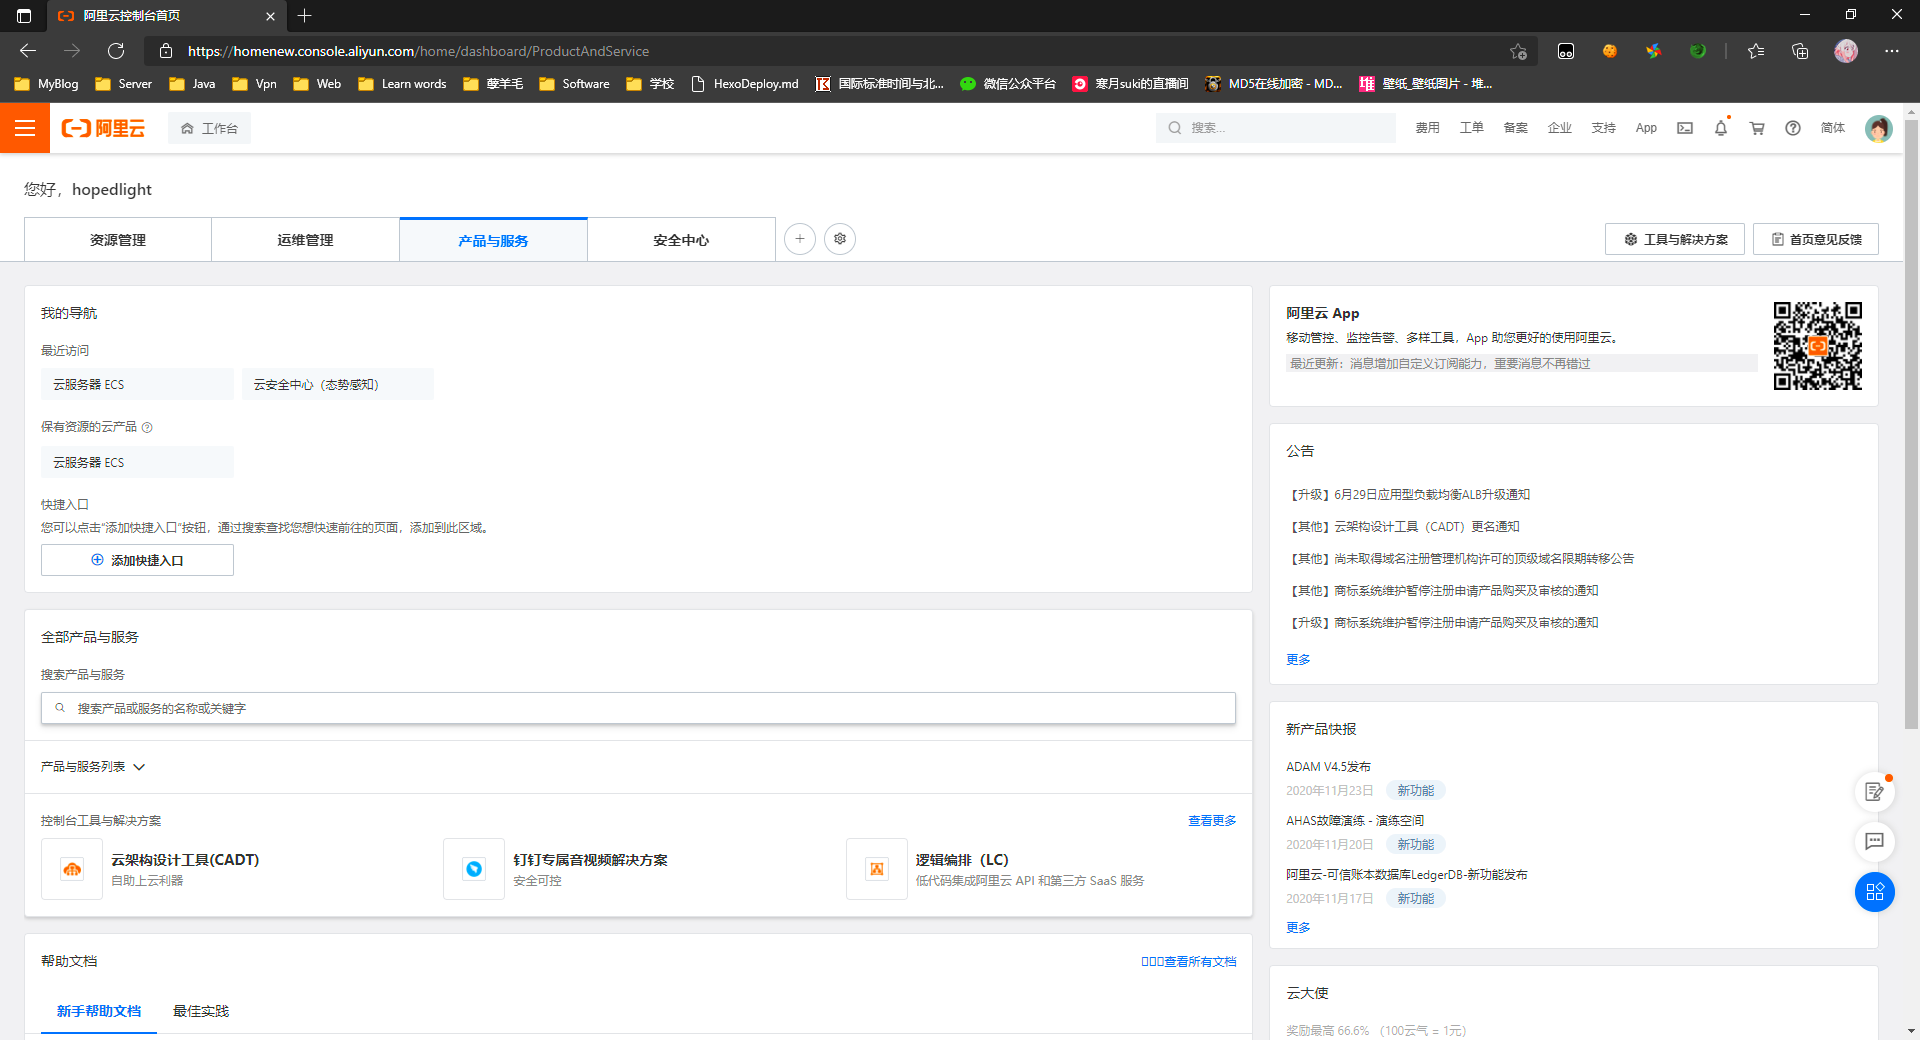 阿里云控制台首页
https://homenew.console.aliyun.com/home/dashboard/ProductAndService
MyBlog Server Java Vpn Web Learn words 薅羊毛 Software 学校 HexoDeploy.md 国际标准时间与北... 微信公众平台 寒月suki的直播间 MD5在线加密 - MD... 壁纸_壁纸图片 - 堆...
阿里云 工作台 搜索... 费用 工单 备案 企业 支持 App 简体
您好，hopedlight
资源管理 运维管理 产品与服务 安全中心 工具与解决方案 首页意见反馈
我的导航
最近访问
云服务器 ECS 云安全中心（态势感知）
保有资源的云产品
云服务器 ECS
快捷入口
您可以点击“添加快捷入口”按钮，通过搜索查找您想快速前往的页面，添加到此区域。
添加快捷入口
全部产品与服务
搜索产品与服务
搜索产品或服务的名称或关键字
产品与服务列表
控制台工具与解决方案 查看更多
云架构设计工具(CADT)
自助上云利器
钉钉专属音视频解决方案
安全可控
逻辑编排（LC）
低代码集成阿里云 API 和第三方 SaaS 服务
帮助文档 查看所有文档
新手帮助文档 最佳实践
阿里云 App
移动管控、监控告警、多样工具，App 助您更好的使用阿里云。
最近更新：消息增加自定义订阅能力，重要消息不再错过
公告
【升级】6月29日应用型负载均衡ALB升级通知
【其他】云架构设计工具（CADT）更名通知
【其他】尚未取得域名注册管理机构许可的顶级域名限期转移公告
【其他】商标系统维护暂停注册申请产品购买及审核的通知
【升级】商标系统维护暂停注册申请产品购买及审核的通知
更多
新产品快报
ADAM V4.5发布
2020年11月23日 新功能
AHAS故障演练 - 演练空间
2020年11月20日 新功能
阿里云-可信账本数据库LedgerDB-新功能发布
2020年11月17日 新功能
更多
云大使
奖励最高 66.6% （100云气 = 1元）